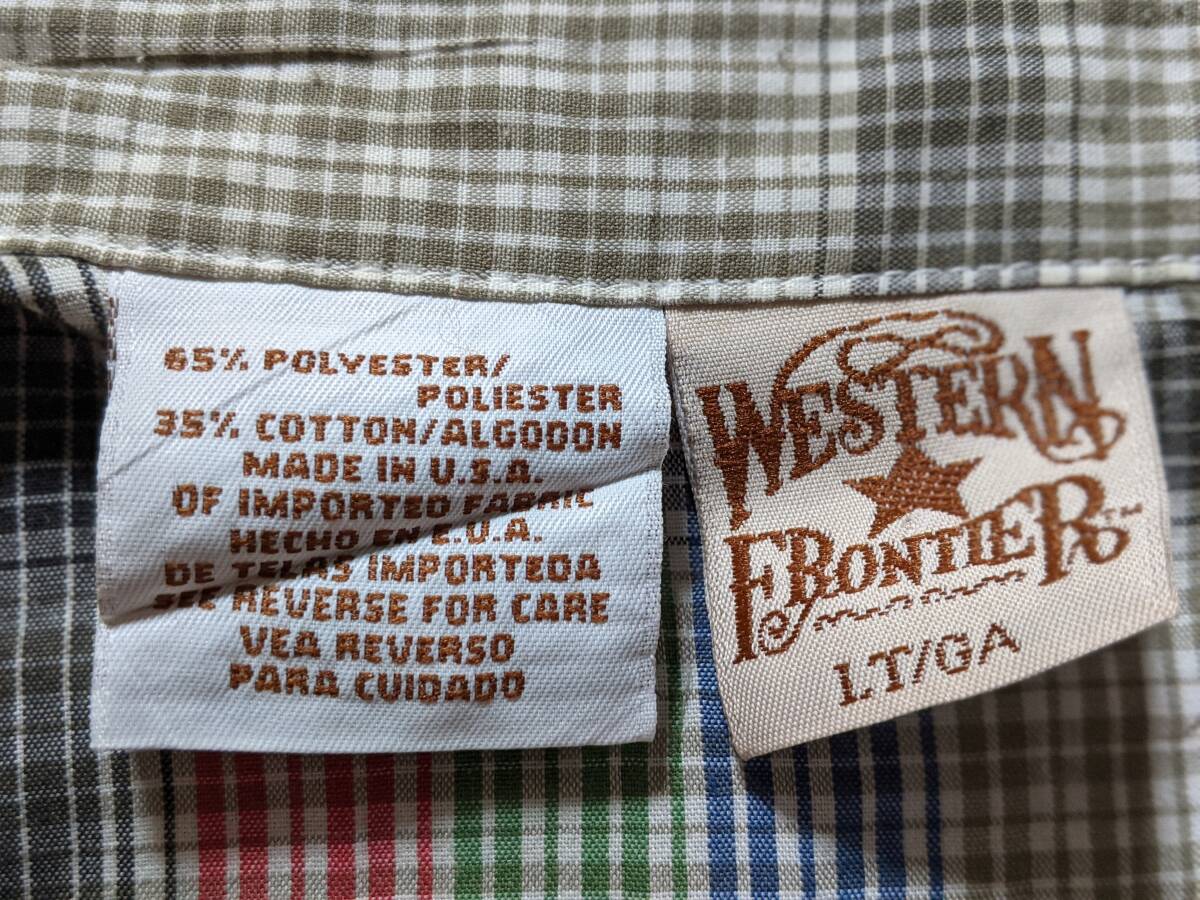 65% POLYESTER/
POLIESTER
35% COTTON/ALGODON
MADE IN U.S.A.
OF IMPORTED FABRIC
HECHO EN E.U.A.
DE TELAS IMPORTEDA
SEE REVERSE FOR CARE
VEA REVERSO
PARA CUIDADO
WESTERN
FRONTIER™
LT/GA